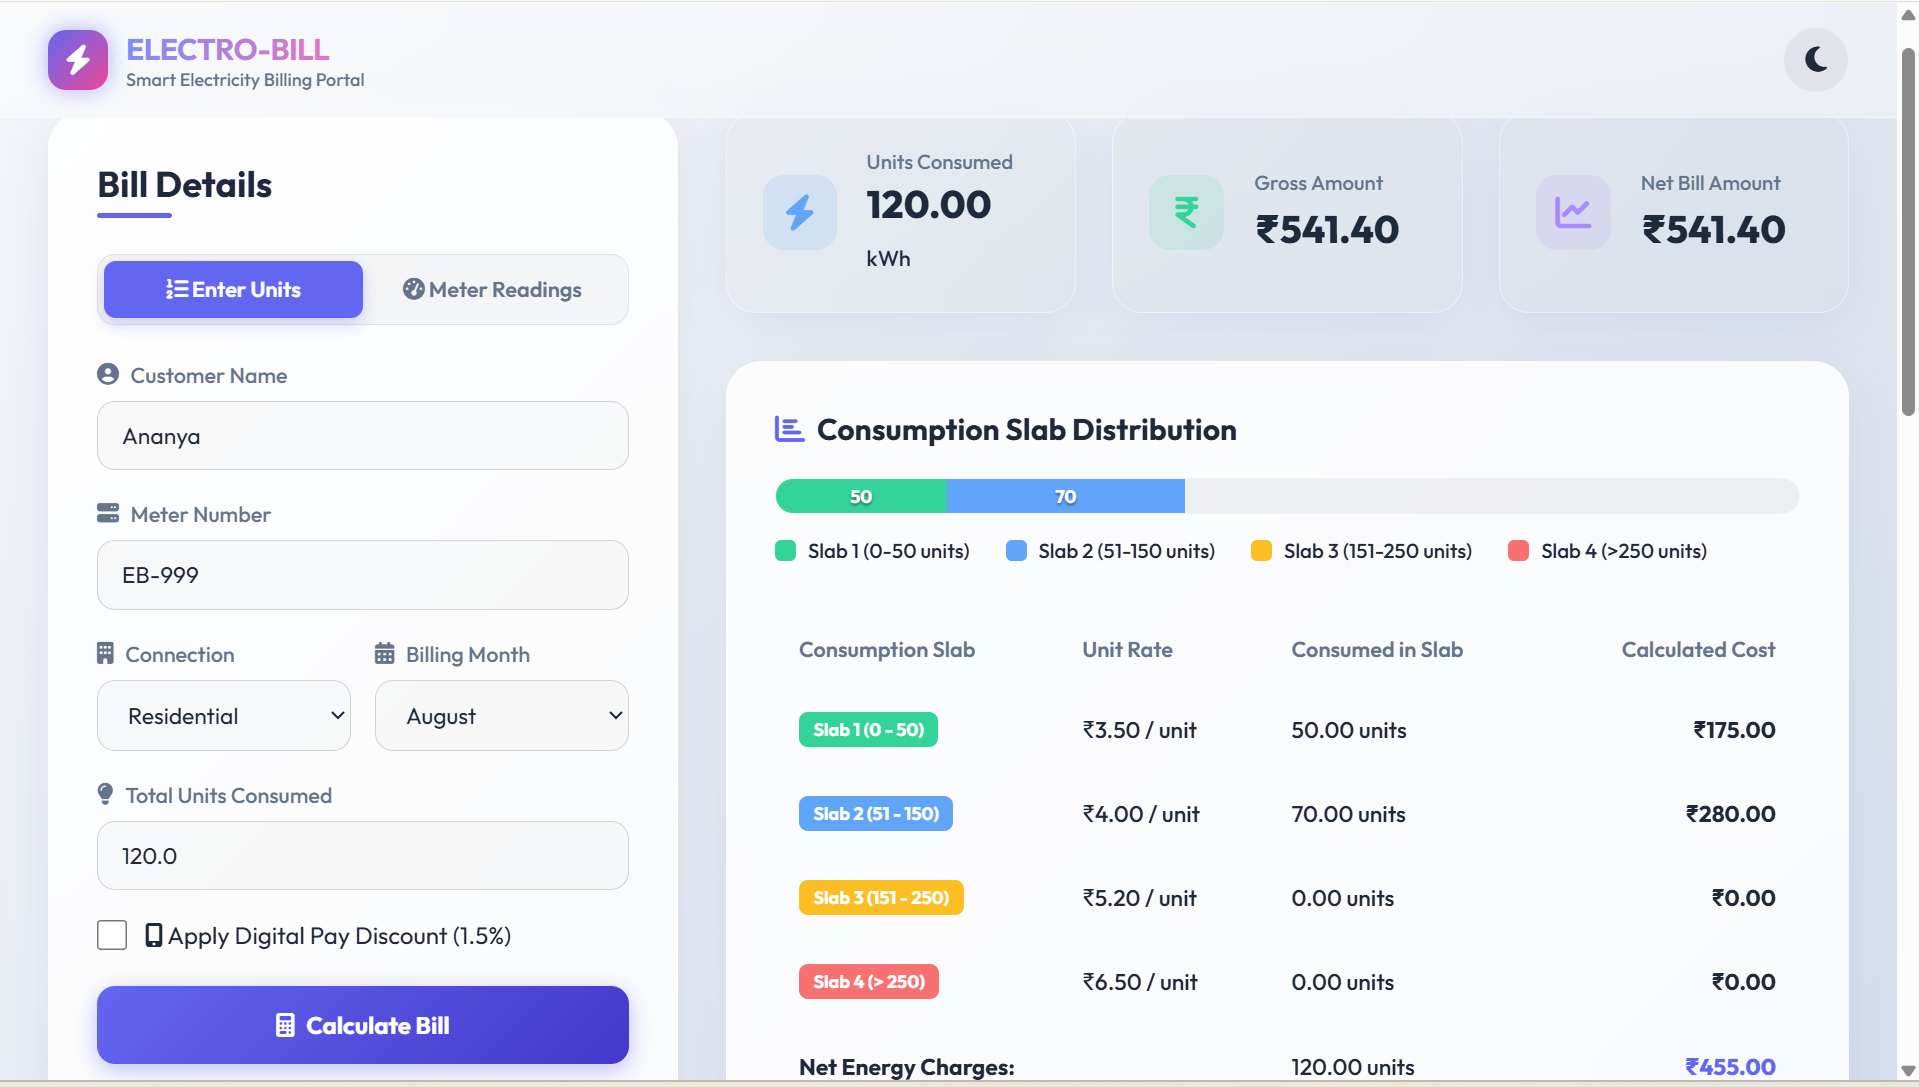 ELECTRO-BILL
Smart Electricity Billing Portal
Bill Details
Enter Units
Meter Readings
Customer Name
Ananya
Meter Number
EB-999
Connection
Billing Month
Residential
August
Total Units Consumed
120.0
Apply Digital Pay Discount (1.5%)
Calculate Bill
Units Consumed
120.00
kWh
Gross Amount
₹541.40
Net Bill Amount
₹541.40
Consumption Slab Distribution
50 70
Slab 1 (0-50 units) Slab 2 (51-150 units) Slab 3 (151-250 units) Slab 4 (>250 units)
Consumption Slab Unit Rate Consumed in Slab Calculated Cost
Slab 1 (0 - 50) ₹3.50 / unit 50.00 units ₹175.00
Slab 2 (51 - 150) ₹4.00 / unit 70.00 units ₹280.00
Slab 3 (151 - 250) ₹5.20 / unit 0.00 units ₹0.00
Slab 4 (> 250) ₹6.50 / unit 0.00 units ₹0.00
Net Energy Charges: 120.00 units ₹455.00